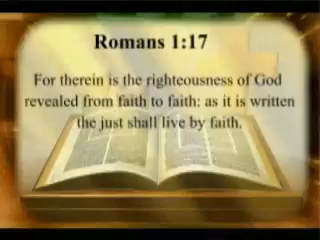 Romans 1:17
For therein is the righteousness of God
revealed from faith to faith: as it is written
the just shall live by faith.